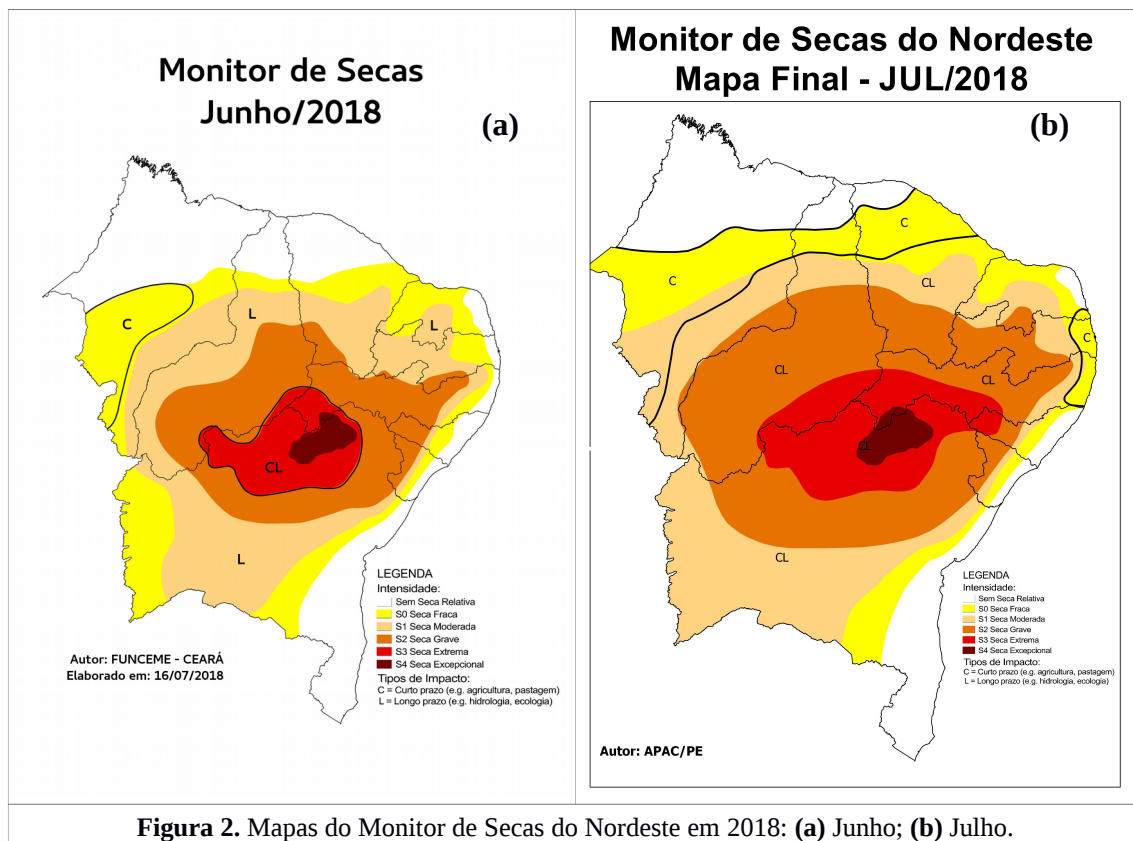 Monitor de Secas
Junho/2018
(a)
C
L
L
CL
L
LEGENDA
Intensidade:
Sem Seca Relativa
S0 Seca Fraca
S1 Seca Moderada
S2 Seca Grave
S3 Seca Extrema
S4 Seca Excepcional
Tipos de Impacto:
C = Curto prazo (e.g. agricultura, pastagem)
L = Longo prazo (e.g. hidrologia, ecologia)
Autor: FUNCEME - CEARÁ
Elaborado em: 16/07/2018
Monitor de Secas do Nordeste
Mapa Final - JUL/2018
(b)
C
C
CL
C
CL
CL
CL
CL
LEGENDA
Intensidade:
Sem Seca Relativa
S0 Seca Fraca
S1 Seca Moderada
S2 Seca Grave
S3 Seca Extrema
S4 Seca Excepcional
Tipos de Impacto:
C = Curto prazo (e.g. agricultura, pastagem)
L = Longo prazo (e.g. hidrologia, ecologia)
Autor: APAC/PE
Figura 2. Mapas do Monitor de Secas do Nordeste em 2018: (a) Junho; (b) Julho.